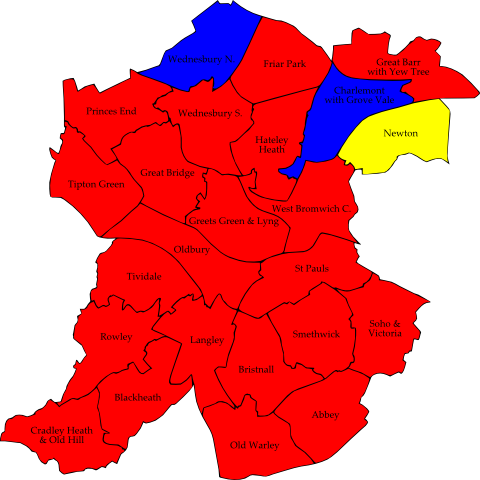 Wednesbury N.
Friar Park
Great Barr
with Yew Tree
Charlemont
with Grove Vale
Princes End
Wednesbury S.
Newton
Hateley
Heath
Great Bridge
Tipton Green
West Bromwich C.
Greets Green & Lyng
Oldbury
St Pauls
Tividale
Soho &
Victoria
Rowley
Langley
Smethwick
Bristnall
Blackheath
Abbey
Cradley Heath
& Old Hill
Old Warley